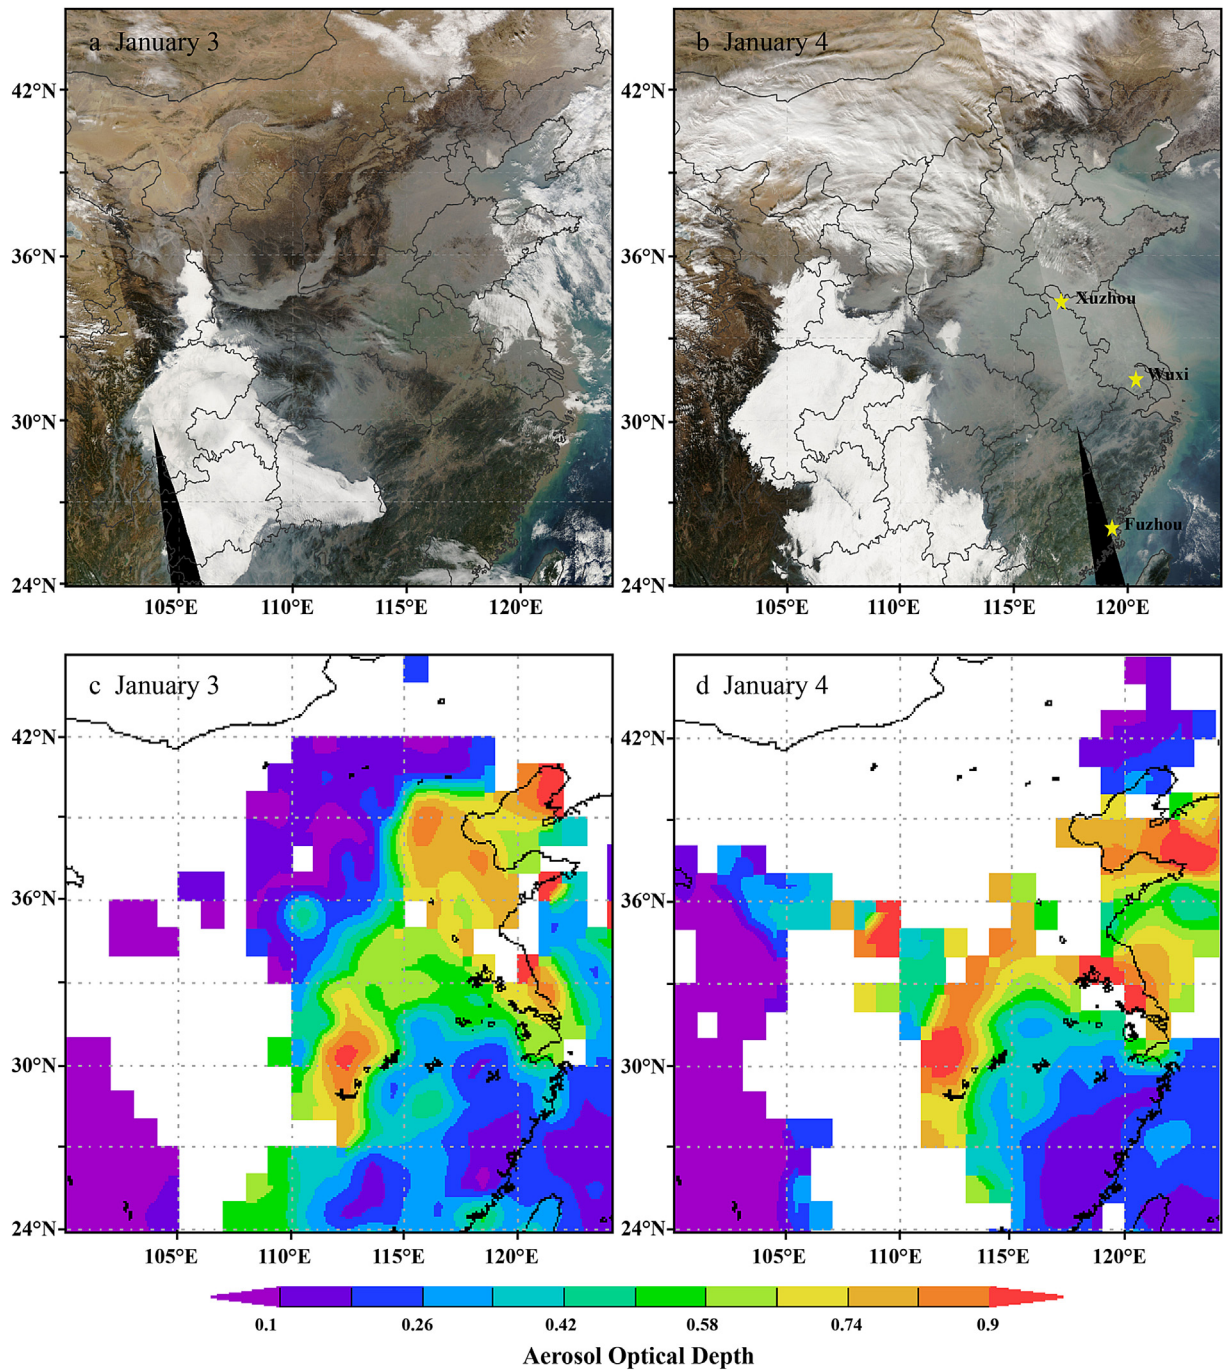 a January 3
b January 4
42°N
36°N
30°N
24°N
42°N
36°N
30°N
24°N
Xuzhou
Wuxi
Fuzhou
105°E 110°E 115°E 120°E
105°E 110°E 115°E 120°E
c January 3
d January 4
42°N
36°N
30°N
24°N
42°N
36°N
30°N
24°N
105°E 110°E 115°E 120°E
105°E 110°E 115°E 120°E
0.1 0.26 0.42 0.58 0.74 0.9
Aerosol Optical Depth